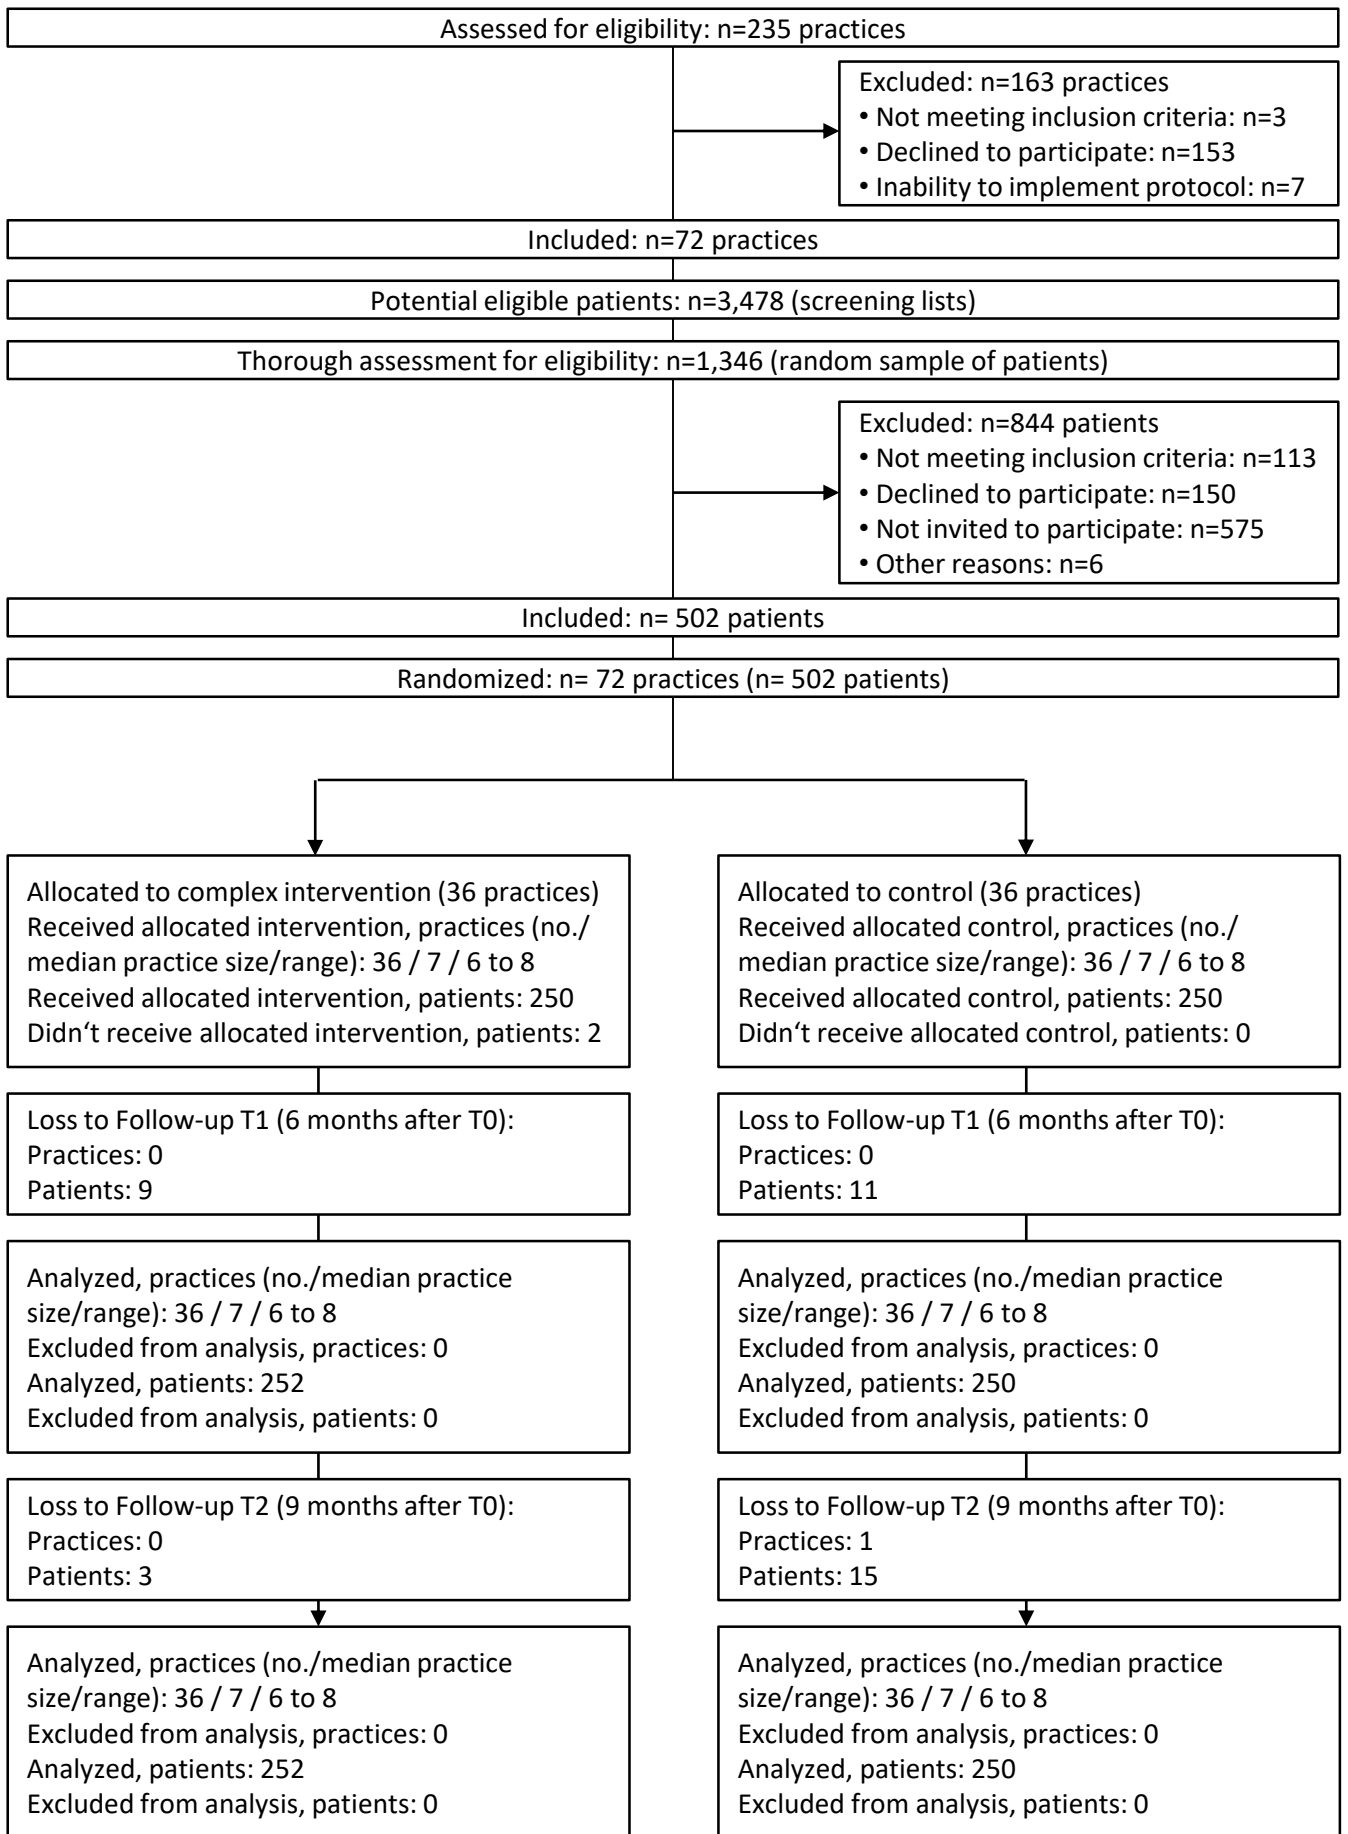 Assessed for eligibility: n=235 practices
Excluded: n=163 practices
• Not meeting inclusion criteria: n=3
• Declined to participate: n=153
• Inability to implement protocol: n=7
Included: n=72 practices
Potential eligible patients: n=3,478 (screening lists)
Thorough assessment for eligibility: n=1,346 (random sample of patients)
Excluded: n=844 patients
• Not meeting inclusion criteria: n=113
• Declined to participate: n=150
• Not invited to participate: n=575
• Other reasons: n=6
Included: n= 502 patients
Randomized: n= 72 practices (n= 502 patients)
Allocated to complex intervention (36 practices)
Received allocated intervention, practices (no./
median practice size/range): 36 / 7 / 6 to 8
Received allocated intervention, patients: 250
Didn‘t receive allocated intervention, patients: 2
Allocated to control (36 practices)
Received allocated control, practices (no./
median practice size/range): 36 / 7 / 6 to 8
Received allocated control, patients: 250
Didn‘t receive allocated control, patients: 0
Loss to Follow-up T1 (6 months after T0):
Practices: 0
Patients: 9
Loss to Follow-up T1 (6 months after T0):
Practices: 0
Patients: 11
Analyzed, practices (no./median practice
size/range): 36 / 7 / 6 to 8
Excluded from analysis, practices: 0
Analyzed, patients: 252
Excluded from analysis, patients: 0
Analyzed, practices (no./median practice
size/range): 36 / 7 / 6 to 8
Excluded from analysis, practices: 0
Analyzed, patients: 250
Excluded from analysis, patients: 0
Loss to Follow-up T2 (9 months after T0):
Practices: 0
Patients: 3
Loss to Follow-up T2 (9 months after T0):
Practices: 1
Patients: 15
Analyzed, practices (no./median practice
size/range): 36 / 7 / 6 to 8
Excluded from analysis, practices: 0
Analyzed, patients: 252
Excluded from analysis, patients: 0
Analyzed, practices (no./median practice
size/range): 36 / 7 / 6 to 8
Excluded from analysis, practices: 0
Analyzed, patients: 250
Excluded from analysis, patients: 0